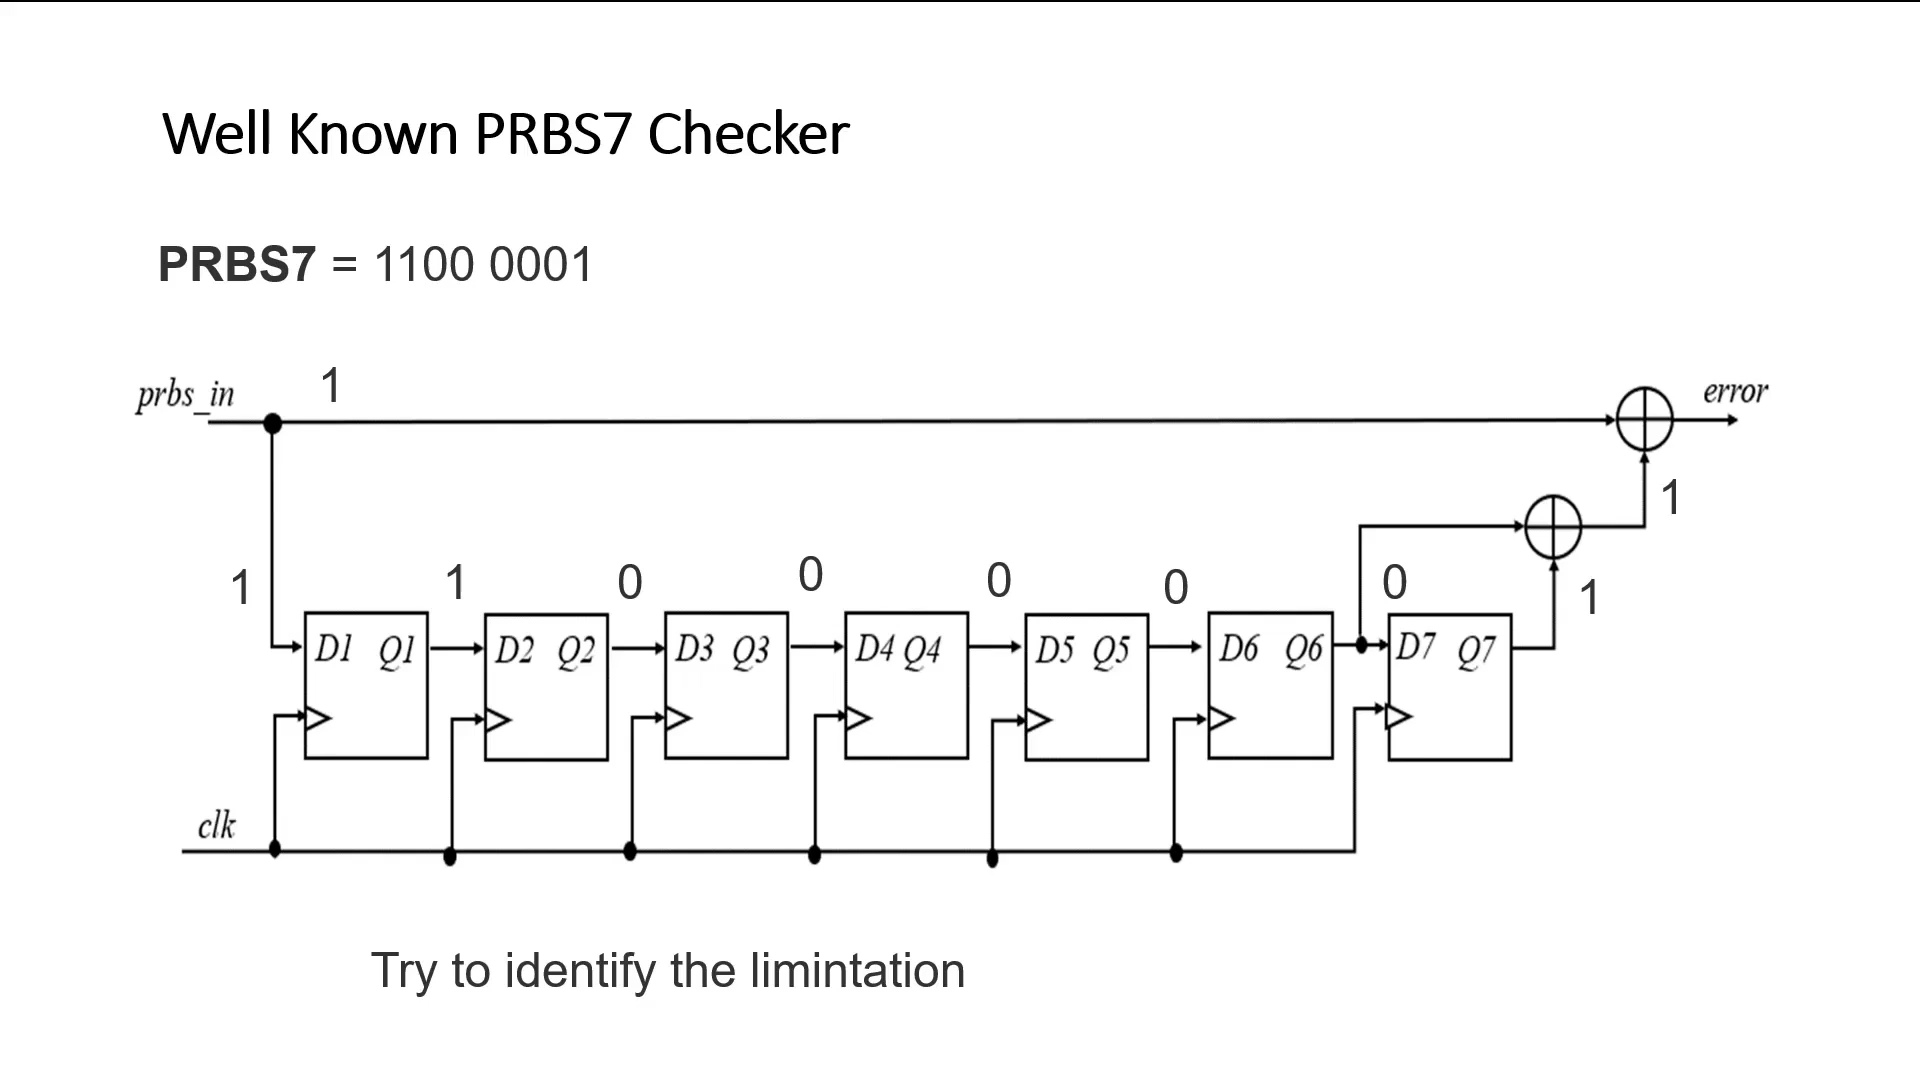 Well Known PRBS7 Checker
PRBS7 = 1100 0001
prbs_in 1 error
1
1 1 0 0 0 0 0 1
D1 Q1 D2 Q2 D3 Q3 D4 Q4 D5 Q5 D6 Q6 D7 Q7
clk
Try to identify the limintation